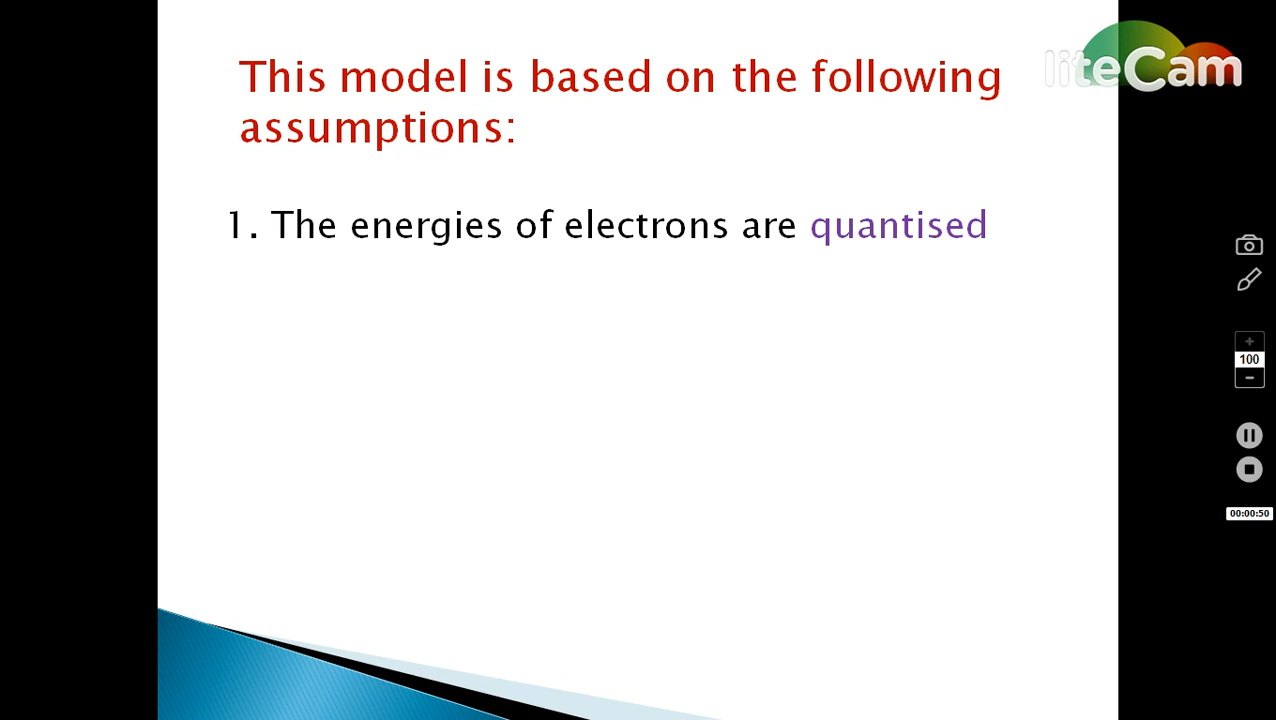 This model is based on the following
assumptions:
1. The energies of electrons are quantised
liteCam
+
100
-
00:00:50